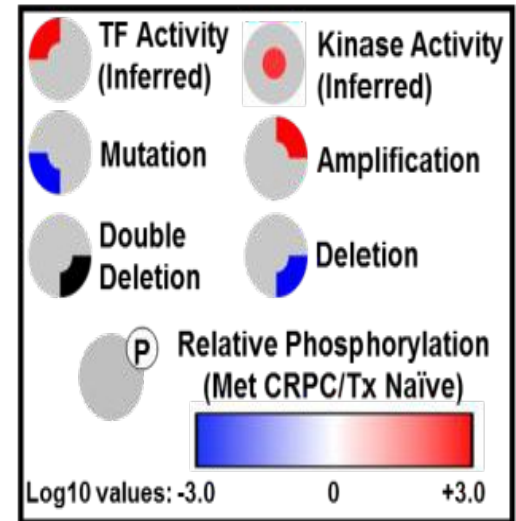 TF Activity
(Inferred)
Kinase Activity
(Inferred)
Mutation
Amplification
Double
Deletion
Deletion
P
Relative Phosphorylation
(Met CRPC/Tx Naïve)
Log10 values: -3.0 0 +3.0